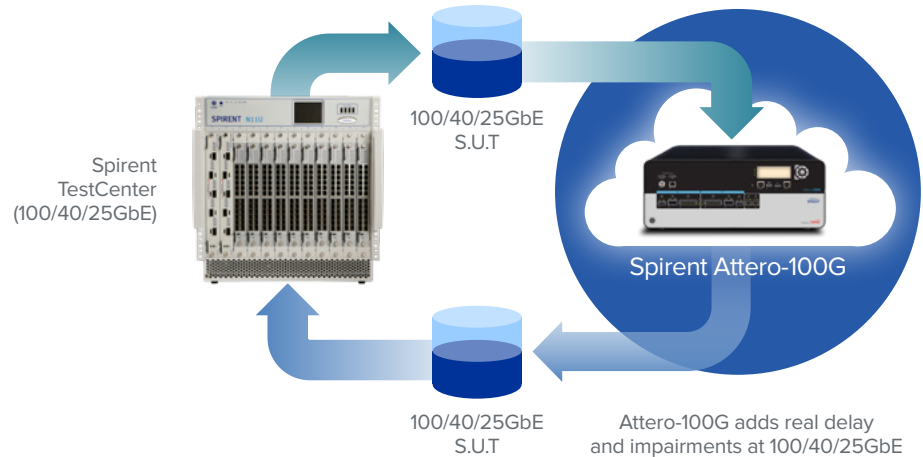 100/40/25GbE
S.U.T
SPIRENT N11U
Spirent
TestCenter
(100/40/25GbE)
Spirent Attero-100G
100/40/25GbE
S.U.T
Attero-100G adds real delay
and impairments at 100/40/25GbE